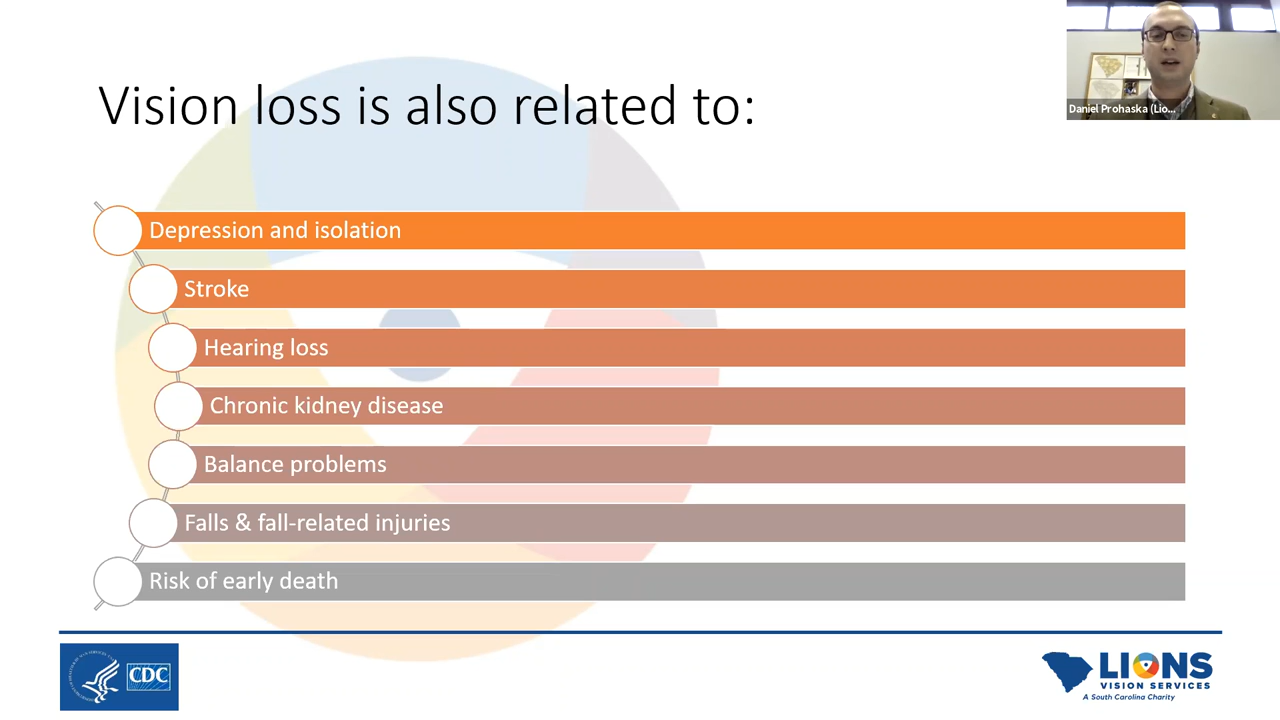 Vision loss is also related to:
Daniel Prohaska (Lio...
Depression and isolation
Stroke
Hearing loss
Chronic kidney disease
Balance problems
Falls & fall-related injuries
Risk of early death
CDC
LIONS
VISION SERVICES
A South Carolina Charity